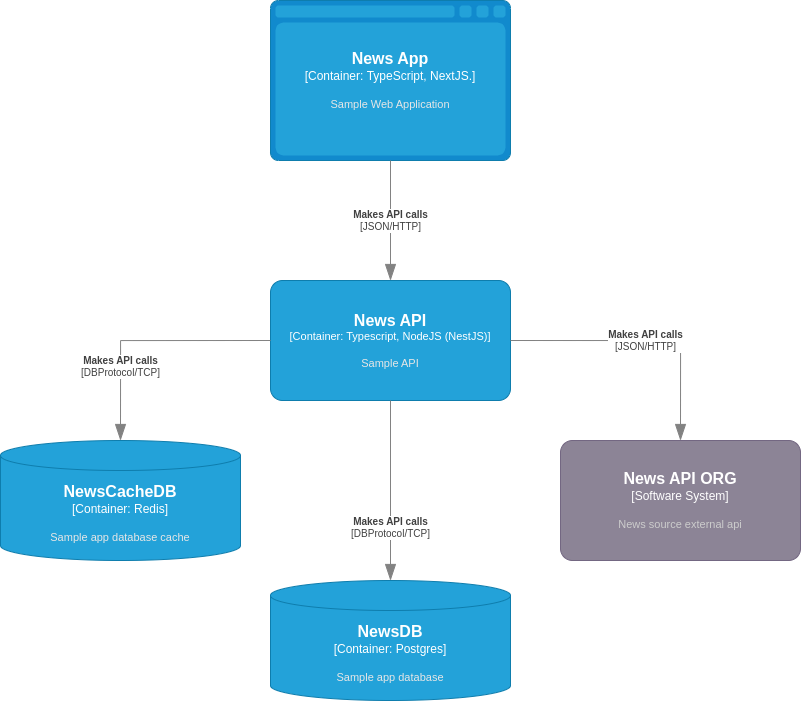 News App
[Container: TypeScript, NextJS.]
Sample Web Application
Makes API calls
[JSON/HTTP]
News API
[Container: Typescript, NodeJS (NestJS)]
Sample API
Makes API calls
[JSON/HTTP]
Makes API calls
[DBProtocol/TCP]
News API ORG
[Software System]
News source external api
NewsCacheDB
[Container: Redis]
Sample app database cache
Makes API calls
[DBProtocol/TCP]
NewsDB
[Container: Postgres]
Sample app database